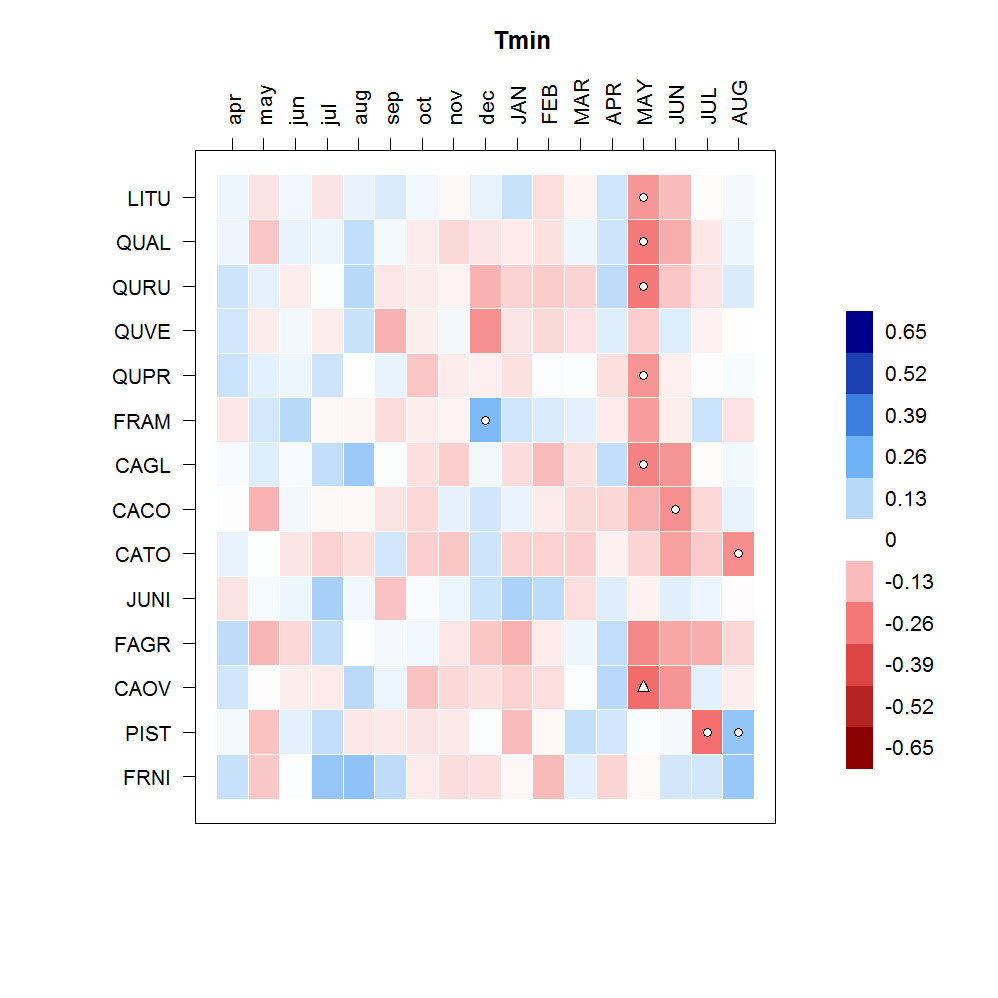 Tmin
apr may jun jul aug sep oct nov dec JAN FEB MAR APR MAY JUN JUL AUG
LITU
QUAL
QURU
QUVE
QUPR
FRAM
CAGL
CACO
CATO
JUNI
FAGR
CAOV
PIST
FRNI
0.65
0.52
0.39
0.26
0.13
0
-0.13
-0.26
-0.39
-0.52
-0.65